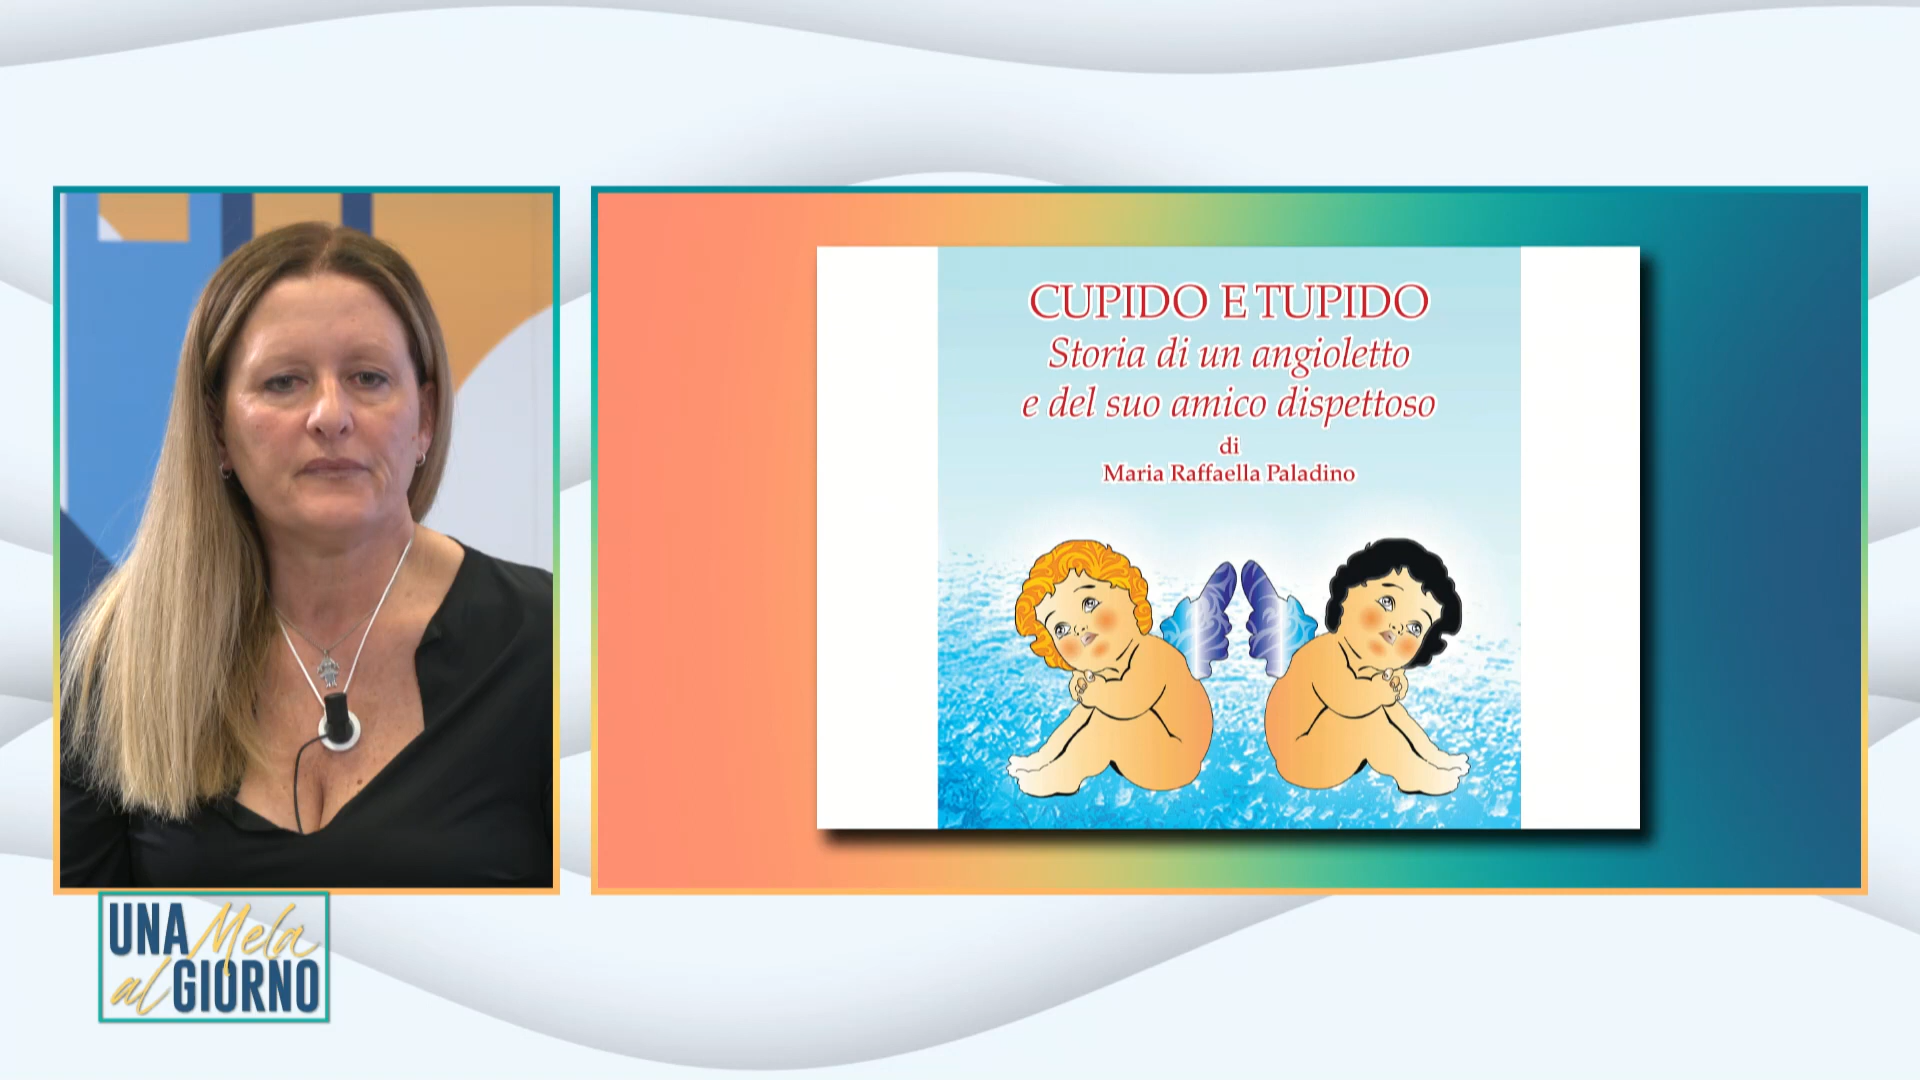 CUPIDO E TUPIDO
Storia di un angioletto
e del suo amico dispettoso
di
Maria Raffaella Paladino
UNA Mela
al GIORNO